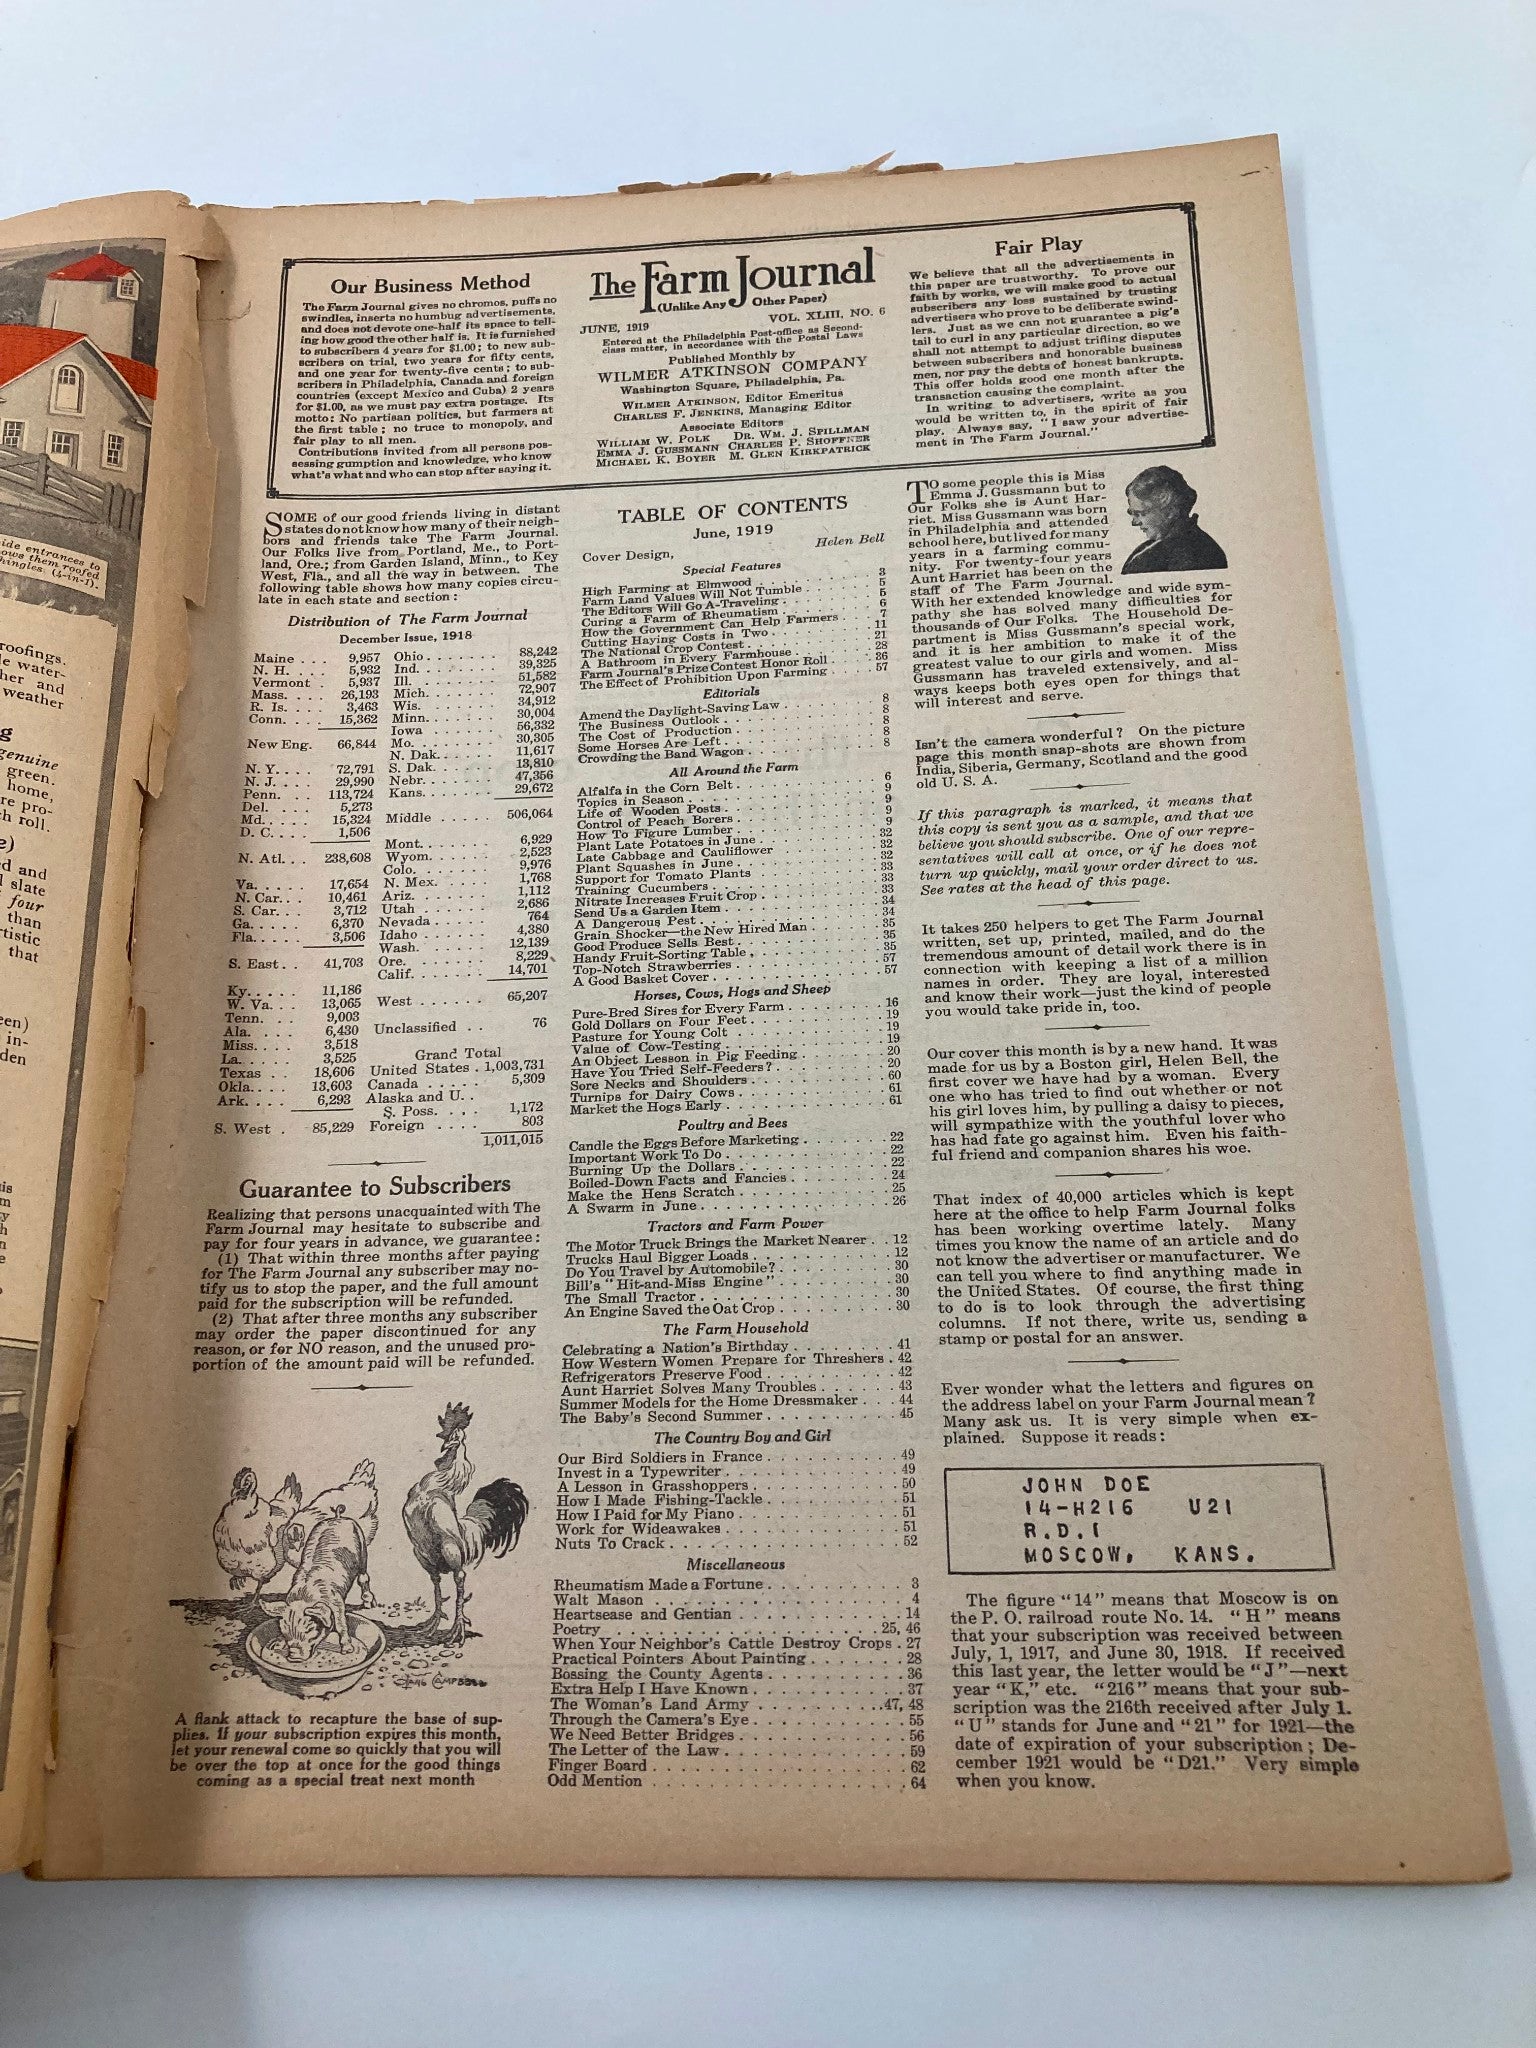 ide entrances to
ows them roofed
hingles (4-in-1).
roofings.
le water-
her and
weather
g
genuine
green.
home,
re pro-
ch roll.
e)
ed and
l slate
four
than
rtistic
that
een)
in-
den
Our Business Method
The Farm Journal gives no chromos, puffs no
swindles, inserts no humbug advertisements,
and does not devote one-half its space to tell-
ing how good the other half is. It is furnished
to subscribers 4 years for $1.00; to new sub-
scribers on trial, two years for fifty cents,
and one year for twenty-five cents; to sub-
scribers in Philadelphia, Canada and foreign
countries (except Mexico and Cuba) 2 years
for $1.00, as we must pay extra postage. Its
motto: No partisan politics, but farmers at
the first table; no truce to monopoly, and
fair play to all men.
Contributions invited from all persons pos-
sessing gumption and knowledge, who know
what's what and who can stop after saying it.
The Farm Journal
(Unlike Any Other Paper)
JUNE, 1919 VOL. XLIII, NO. 6
Entered at the Philadelphia Post-office as Second-
class matter, in accordance with the Postal Laws
Published Monthly by
WILMER ATKINSON COMPANY
Washington Square, Philadelphia, Pa.
WILMER ATKINSON, Editor Emeritus
CHARLES F. JENKINS, Managing Editor
Associate Editors
WILLIAM W. POLK DR. WM. J. SPILLMAN
EMMA J. GUSSMANN CHARLES P. SHOFFNER
MICHAEL K. BOYER M. GLEN KIRKPATRICK
Fair Play
We believe that all the advertisements in
this paper are trustworthy. To prove our
faith by works, we will make good to actual
subscribers any loss sustained by trusting
advertisers who prove to be deliberate swind-
lers. Just as we can not guarantee a pig's
tail to curl in any particular direction, so we
shall not attempt to adjust trifling disputes
between subscribers and honorable business
men, nor pay the debts of honest bankrupts.
This offer holds good one month after the
transaction causing the complaint.
In writing to advertisers, write as you
would be written to, in the spirit of fair
play. Always say, "I saw your advertise-
ment in The Farm Journal."
SOME of our good friends living in distant
states do not know how many of their neigh-
bors and friends take The Farm Journal.
Our Folks live from Portland, Me., to Port-
land, Ore.; from Garden Island, Minn., to Key
West, Fla., and all the way in between. The
following table shows how many copies circu-
late in each state and section:
Distribution of The Farm Journal
December Issue, 1918
Maine . . . 9,957
N. H. . . . 5,932
Vermont . 5,937
Mass. . . . 26,193
R. Is. . . . 3,463
Conn. . . . 15,362
New Eng. 66,844
N. Y. . . . 72,791
N. J. . . . 29,990
Penn. . . . 113,724
Del. . . . 5,273
Md. . . . . 15,324
D. C. . . . 1,506
N. Atl. . . 238,608
Va. . . . . 17,654
N. Car. . . 10,461
S. Car. . . 3,712
Ga. . . . . 6,370
Fla. . . . . 3,506
S. East . . 41,703
Ky. . . . . 11,186
W. Va. . . 13,065
Tenn. . . . 9,003
Ala. . . . . 6,430
Miss. . . . 3,518
La. . . . . 3,525
Texas . . 18,606
Okla. . . . 13,603
Ark. . . . . 6,293
S. West . 85,229
Ohio . . . . . . 88,242
Ind. . . . . . . 39,325
Ill. . . . . . . 51,582
Mich. . . . . . 72,907
Wis. . . . . . . 34,912
Minn. . . . . . 30,004
Iowa . . . . . . 56,332
Mo. . . . . . . 30,305
N. Dak. . . . . 11,617
S. Dak. . . . . 13,810
Nebr. . . . . . 47,356
Kans. . . . . . 29,672
Middle . . . . . 506,064
Mont. . . . . . 6,929
Wyom. . . . . 2,523
Colo. . . . . . 9,976
N. Mex. . . . . 1,768
Ariz. . . . . . 1,112
Utah . . . . . . 2,686
Nevada . . . . . 764
Idaho . . . . . . 4,380
Wash. . . . . . 12,139
Ore. . . . . . . 8,229
Calif. . . . . . 14,701
West . . . . . . 65,207
Unclassified . . 76
Grand Total
United States . 1,003,731
Canada . . . . . 5,309
Alaska and U. .
S. Poss. . . . . 1,172
Foreign . . . . 803
1,011,015
Guarantee to Subscribers
Realizing that persons unacquainted with The
Farm Journal may hesitate to subscribe and
pay for four years in advance, we guarantee:
(1) That within three months after paying
for The Farm Journal any subscriber may no-
tify us to stop the paper, and the full amount
paid for the subscription will be refunded.
(2) That after three months any subscriber
may order the paper discontinued for any
reason, or for NO reason, and the unused pro-
portion of the amount paid will be refunded.
A flank attack to recapture the base of sup-
plies. If your subscription expires this month,
let your renewal come so quickly that you will
be over the top at once for the good things
coming as a special treat next month
TABLE OF CONTENTS
June, 1919
Cover Design, Helen Bell
Special Features
High Farming at Elmwood . . . 3
Farm Land Values Will Not Tumble . . . 5
The Editors Will Go A-Traveling . . . 5
Curing a Farm of Rheumatism . . . 6
How the Government Can Help Farmers . . . 7
Cutting Haying Costs in Two . . . 11
The National Crop Contest . . . 21
A Bathroom in Every Farmhouse . . . 28
Farm Journal's Prize Contest Honor Roll . . . 36
The Effect of Prohibition Upon Farming . . . 57
Editorials
Amend the Daylight-Saving Law . . . 8
The Business Outlook . . . 8
The Cost of Production . . . 8
Some Horses Are Left . . . 8
Crowding the Band Wagon . . . 8
All Around the Farm
Alfalfa in the Corn Belt . . . 6
Topics in Season . . . 9
Life of Wooden Posts . . . 9
Control of Peach Borers . . . 9
How To Figure Lumber . . . 9
Plant Late Potatoes in June . . . 32
Late Cabbage and Cauliflower 32
Plant Squashes in June . . . 32
Support for Tomato Plants . . . 33
Training Cucumbers . . . 33
Nitrate Increases Fruit Crop . . . 33
Send Us a Garden Item . . . 34
A Dangerous Pest . . . 34
Grain Shocker—the New Hired Man . . . 35
Good Produce Sells Best . . . 35
Handy Fruit-Sorting Table . . . 35
Top-Notch Strawberries . . . 57
A Good Basket Cover . . . 57
Horses, Cows, Hogs and Sheep
Pure-Bred Sires for Every Farm . . . 16
Gold Dollars on Four Feet . . . 19
Pasture for Young Colt . . . 19
Value of Cow-Testing . . . 19
An Object Lesson in Pig Feeding . . . 20
Have You Tried Self-Feeders? . . . 20
Sore Necks and Shoulders . . . 60
Turnips for Dairy Cows . . . 61
Market the Hogs Early . . . 61
Poultry and Bees
Candle the Eggs Before Marketing . . . 22
Important Work To Do . . . 22
Burning Up the Dollars . . . 22
Boiled-Down Facts and Fancies . . . 24
Make the Hens Scratch . . . 25
A Swarm in June . . . 26
Tractors and Farm Power
The Motor Truck Brings the Market Nearer . . 12
Trucks Haul Bigger Loads . . . 12
Do You Travel by Automobile? . . . 30
Bill's "Hit-and-Miss Engine" . . . 30
The Small Tractor . . . 30
An Engine Saved the Oat Crop . . . 30
The Farm Household
Celebrating a Nation's Birthday . . . 41
How Western Women Prepare for Threshers . 42
Refrigerators Preserve Food . . . 42
Aunt Harriet Solves Many Troubles . . . 43
Summer Models for the Home Dressmaker . . . 44
The Baby's Second Summer . . . 45
The Country Boy and Girl
Our Bird Soldiers in France . . . 49
Invest in a Typewriter . . . 49
A Lesson in Grasshoppers . . . 50
How I Made Fishing-Tackle . . . 51
How I Paid for My Piano . . . 51
Work for Wideawakes . . . 51
Nuts To Crack . . . 52
Miscellaneous
Rheumatism Made a Fortune . . . 3
Walt Mason . . . 4
Heartsease and Gentian . . . 14
Poetry . . . 25, 46
When Your Neighbor's Cattle Destroy Crops . 27
Practical Pointers About Painting . . . 28
Bossing the County Agents . . . 36
Extra Help I Have Known . . . 37
The Woman's Land Army . . . 47, 48
Through the Camera's Eye . . . 55
We Need Better Bridges . . . 56
The Letter of the Law . . . 59
Finger Board . . . 62
Odd Mention . . . 64
TO some people this is Miss
Emma J. Gussmann but to
Our Folks she is Aunt Har-
riet. Miss Gussmann was born
in Philadelphia and attended
school here, but lived for many
years in a farming commu-
nity. For twenty-four years
Aunt Harriet has been on the
staff of The Farm Journal.
With her extended knowledge and wide sym-
pathy she has solved many difficulties for
thousands of Our Folks. The Household De-
partment is Miss Gussmann's special work,
and it is her ambition to make it of the
greatest value to our girls and women. Miss
Gussmann has traveled extensively, and al-
ways keeps both eyes open for things that
will interest and serve.
Isn't the camera wonderful? On the picture
page this month snap-shots are shown from
India, Siberia, Germany, Scotland and the good
old U. S. A.
If this paragraph is marked, it means that
this copy is sent you as a sample, and that we
believe you should subscribe. One of our repre-
sentatives will call at once, or if he does not
turn up quickly, mail your order direct to us.
See rates at the head of this page.
It takes 250 helpers to get The Farm Journal
written, set up, printed, mailed, and do the
tremendous amount of detail work there is in
connection with keeping a list of a million
names in order. They are loyal, interested
and know their work—just the kind of people
you would take pride in, too.
Our cover this month is by a new hand. It was
made for us by a Boston girl, Helen Bell, the
first cover we have had by a woman. Every
one who has tried to find out whether or not
his girl loves him, by pulling a daisy to pieces,
will sympathize with the youthful lover who
has had fate go against him. Even his faith-
ful friend and companion shares his woe.
That index of 40,000 articles which is kept
here at the office to help Farm Journal folks
has been working overtime lately. Many
times you know the name of an article and do
not know the advertiser or manufacturer. We
can tell you where to find anything made in
the United States. Of course, the first thing
to do is to look through the advertising
columns. If not there, write us, sending a
stamp or postal for an answer.
Ever wonder what the letters and figures on
the address label on your Farm Journal mean?
Many ask us. It is very simple when ex-
plained. Suppose it reads:
JOHN DOE
14-H216 U21
R.D.1
MOSCOW, KANS.
The figure "14" means that Moscow is on
the P. O. railroad route No. 14. "H" means
that your subscription was received between
July, 1, 1917, and June 30, 1918. If received
this last year, the letter would be "J"—next
year "K," etc. "216" means that your sub-
scription was the 216th received after July 1.
"U" stands for June and "21" for 1921—the
date of expiration of your subscription; De-
cember 1921 would be "D21." Very simple
when you know.